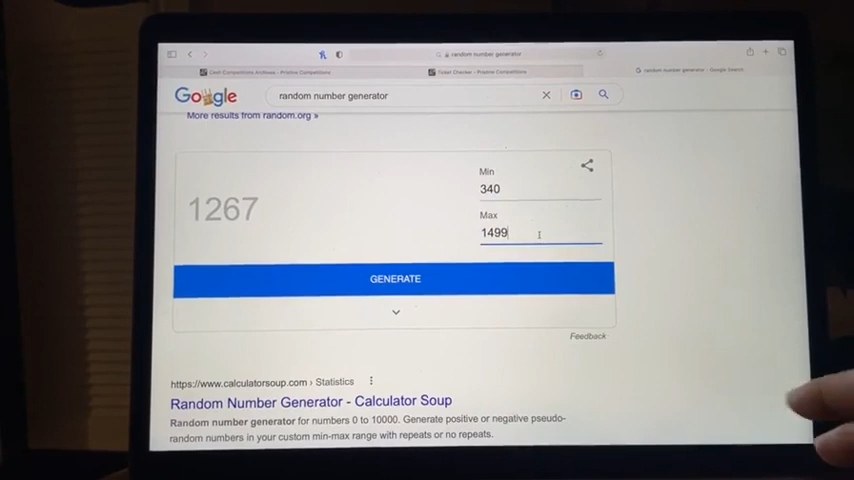 random number generator
Cash Competitions Archives - Pristine Competitions
Ticket Checker - Pristine Competitions
random number generator - Google Search
Google
random number generator
More results from random.org »
Min
340
1267
Max
1499
GENERATE
Feedback
https://www.calculatorsoup.com › Statistics
Random Number Generator - Calculator Soup
Random number generator for numbers 0 to 10000. Generate positive or negative pseudo-
random numbers in your custom min-max range with repeats or no repeats.